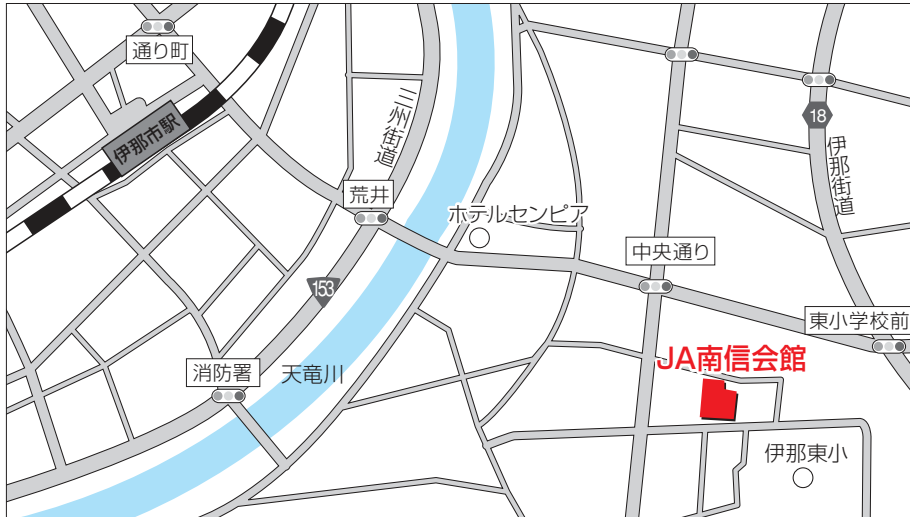 通り町
伊那市駅
三州街道
18
伊那街道
荒井
ホテルセンピア
中央通り
153
東小学校前
JA南信会館
消防署
天竜川
伊那東小